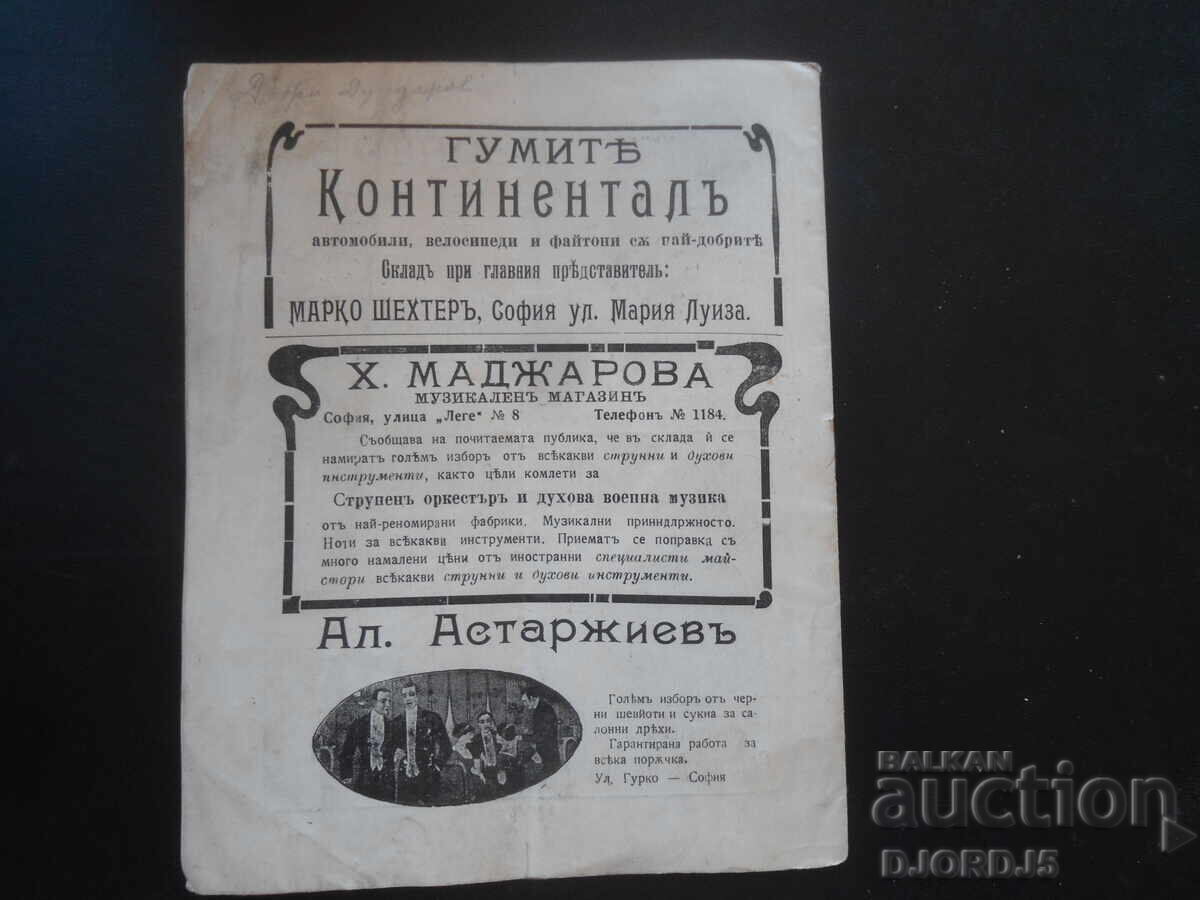 ГУМИТѢ
Континенталъ
автомобили, велосипеди и файтони сѫ най-добритѣ
Складъ при главния прѣдставитель:
МАРКО ШЕХТЕРЪ, София ул. Мария Луиза.
Х. МАДЖАРОВА
МУЗИКАЛЕНЪ МАГАЗИНЪ
София, улица „Леге“ № 8 Телефонъ № 1184.
Съобщава на почитаемата публика, че въ склада ѝ се
намиратъ голѣмъ изборъ отъ всѣкакви струнни и духови
инструменти, както цѣли комлети за
Струненъ оркестъръ и духова военна музика
отъ най-реномирани фабрики. Музикални принндлржносто.
Ноти за всѣкакви инструменти. Приематъ се поправка съ
много намалени цѣни отъ иностранни специалисти май-
стори всѣкакви струнни и духови инструменти.
Ал. Астаржиевъ
Голѣмъ изборъ отъ чер-
ни шевйоти и сукна за са-
лонни дрѣхи.
Гарантирана работа за
всѣка порѫчка.
Ул. Гурко — София
BALKAN
auction
DJORDJ5